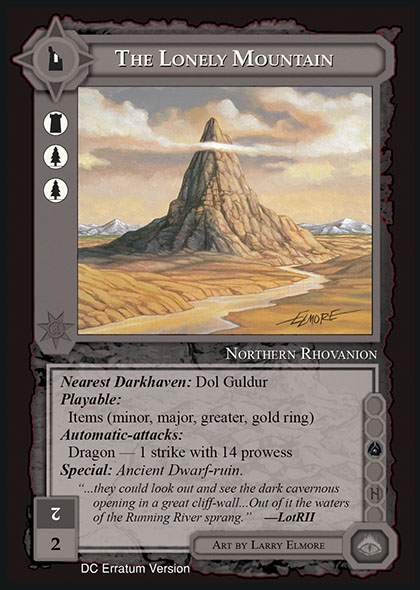 THE LONELY MOUNTAIN
ELMORE
NORTHERN RHOVANION
Nearest Darkhaven: Dol Guldur
Playable:
Items (minor, major, greater, gold ring)
Automatic-attacks:
Dragon — 1 strike with 14 prowess
Special: Ancient Dwarf-ruin.
“...they could look out and see the dark cavernous
opening in a great cliff-wall...Out of it the waters
of the Running River sprang.” —LotRII
2
2
ART BY LARRY ELMORE
DC Erratum Version